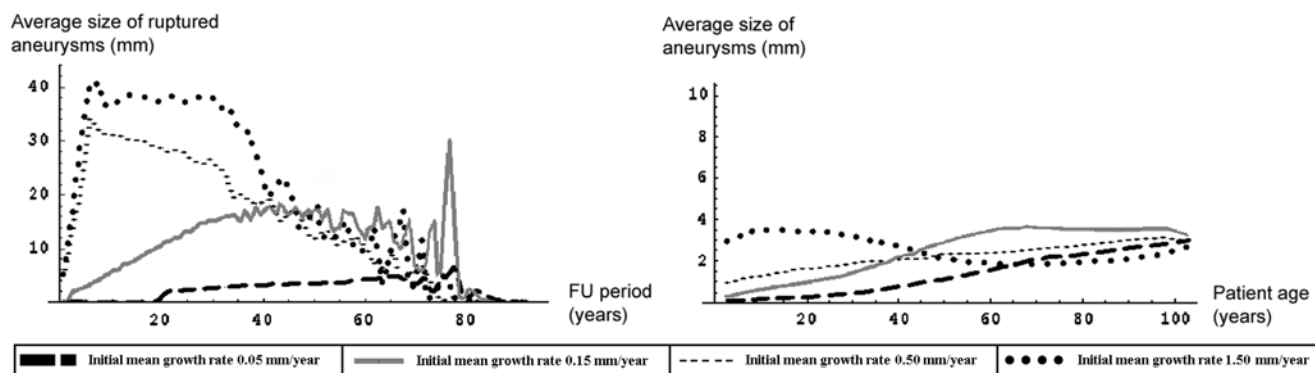 Average size of ruptured
aneurysms (mm)
40
30
20
10
20
40
60
80
FU period
(years)
Average size of
aneurysms (mm)
10
8
6
4
2
20
40
60
80
100
Patient age
(years)
Initial mean growth rate 0.05 mm/year
Initial mean growth rate 0.15 mm/year
Initial mean growth rate 0.50 mm/year
Initial mean growth rate 1.50 mm/year